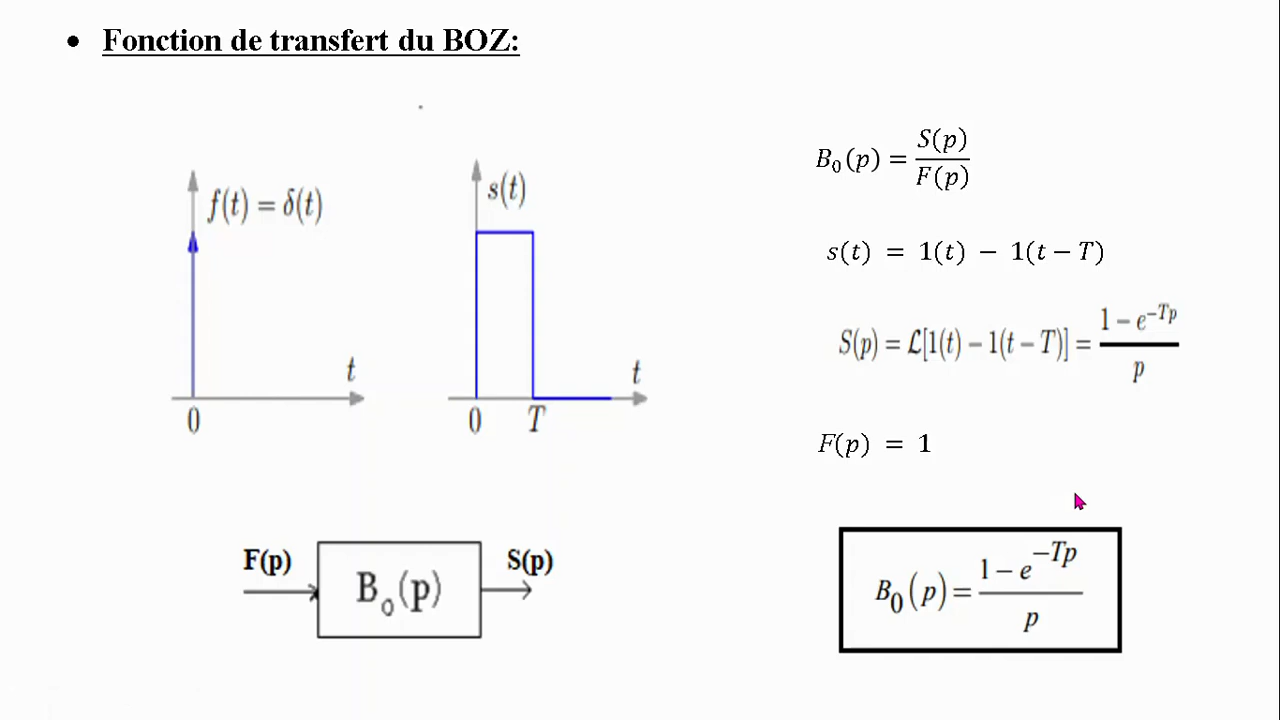 • Fonction de transfert du BOZ:
f(t) = δ(t)
t
0
s(t)
t
0 T
B₀(p) = S(p) / F(p)
s(t) = 1(t) − 1(t − T)
S(p) = ℒ[1(t) − 1(t − T)] = (1 − e^{−Tp}) / p
F(p) = 1
F(p)
B₀(p)
S(p)
B₀(p) = (1 − e^{−Tp}) / p